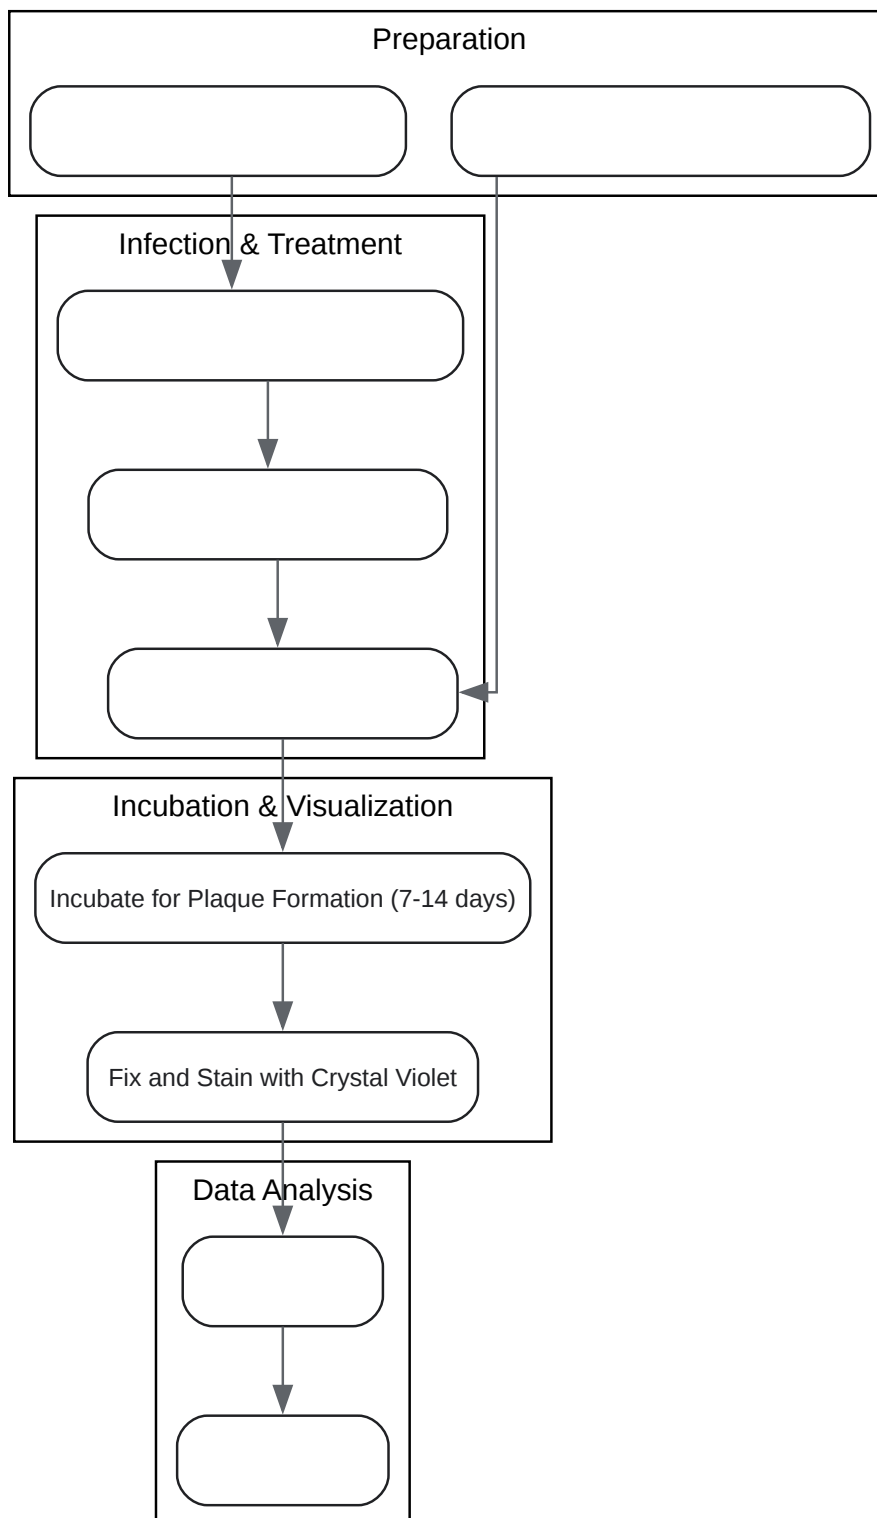 Preparation
Infection & Treatment
Incubation & Visualization
Incubate for Plaque Formation (7-14 days)
Fix and Stain with Crystal Violet
Data Analysis